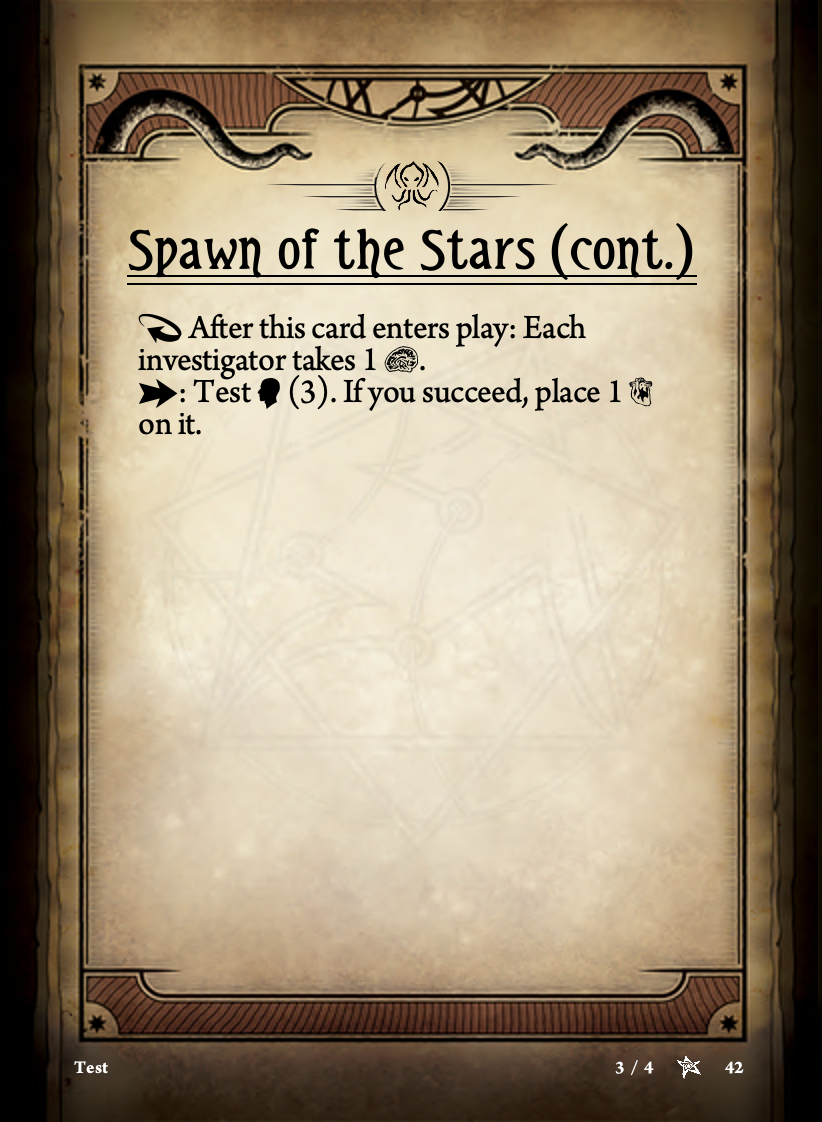 Spawn of the Stars (cont.)
After this card enters play: Each
investigator takes 1 .
: Test (3). If you succeed, place 1
on it.
Test
3 / 4 42